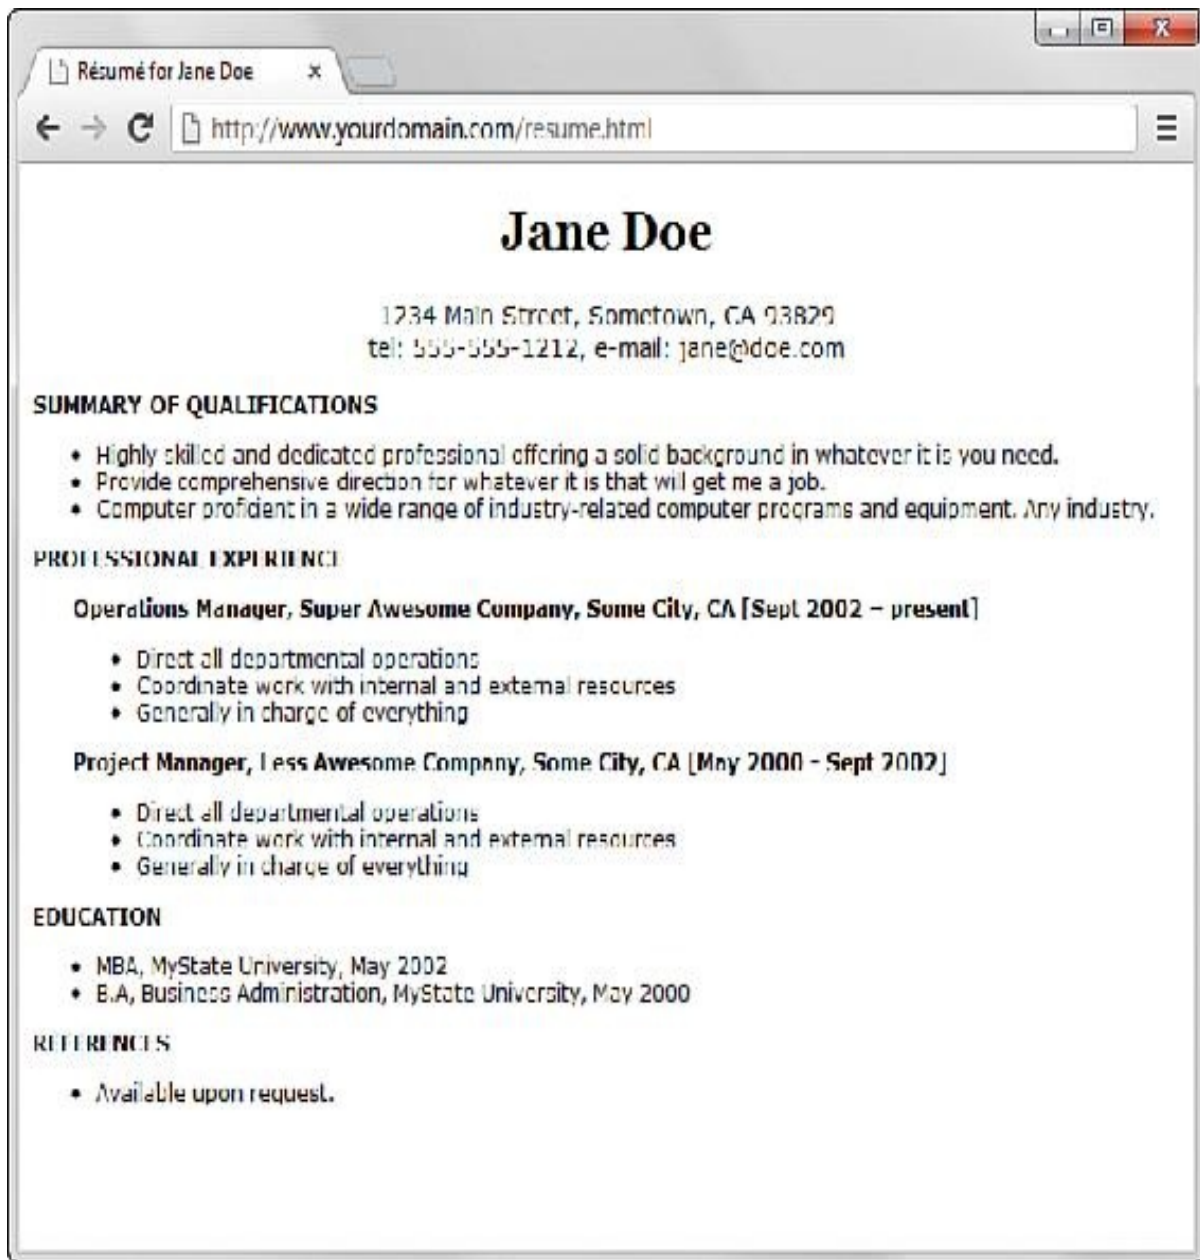 Résumé for Jane Doe
http://www.yourdomain.com/resume.html
Jane Doe
1234 Main Street, Sometown, CA 93829
tel: 555-555-1212, e-mail: jane@doe.com
SUMMARY OF QUALIFICATIONS
• Highly skilled and dedicated professional offering a solid background in whatever it is you need.
• Provide comprehensive direction for whatever it is that will get me a job.
• Computer proficient in a wide range of industry-related computer programs and equipment. Any industry.
PROFESSIONAL EXPERIENCE
Operations Manager, Super Awesome Company, Some City, CA [Sept 2002 – present]
• Direct all departmental operations
• Coordinate work with internal and external resources
• Generally in charge of everything
Project Manager, Less Awesome Company, Some City, CA [May 2000 - Sept 2002]
• Direct all departmental operations
• Coordinate work with internal and external resources
• Generally in charge of everything
EDUCATION
• MBA, MyState University, May 2002
• B.A, Business Administration, MyState University, May 2000
REFERENCES
• Available upon request.